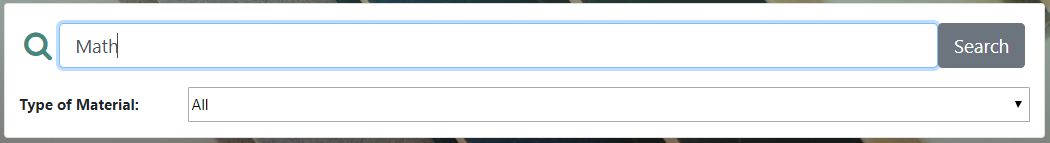 Math
Search
Type of Material: All